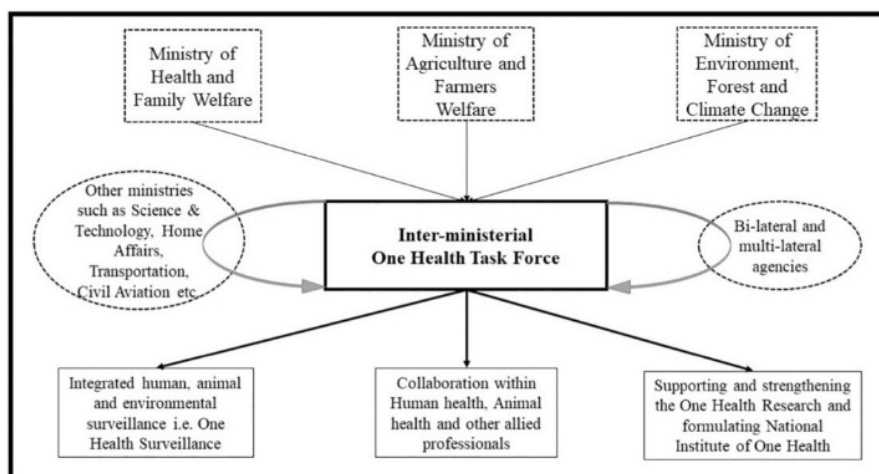 Ministry of
Health and
Family Welfare
Ministry of
Agriculture and
Farmers
Welfare
Ministry of
Environment,
Forest and
Climate Change
Other ministries
such as Science &
Technology, Home
Affairs,
Transportation,
Civil Aviation etc
Inter-ministerial
One Health Task Force
Bi-lateral and
multi-lateral
agencies
Integrated human, animal
and environmental
surveillance i.e. One
Health Surveillance
Collaboration within
Human health, Animal
health and other allied
professionals
Supporting and strengthening
the One Health Research and
formulating National
Institute of One Health